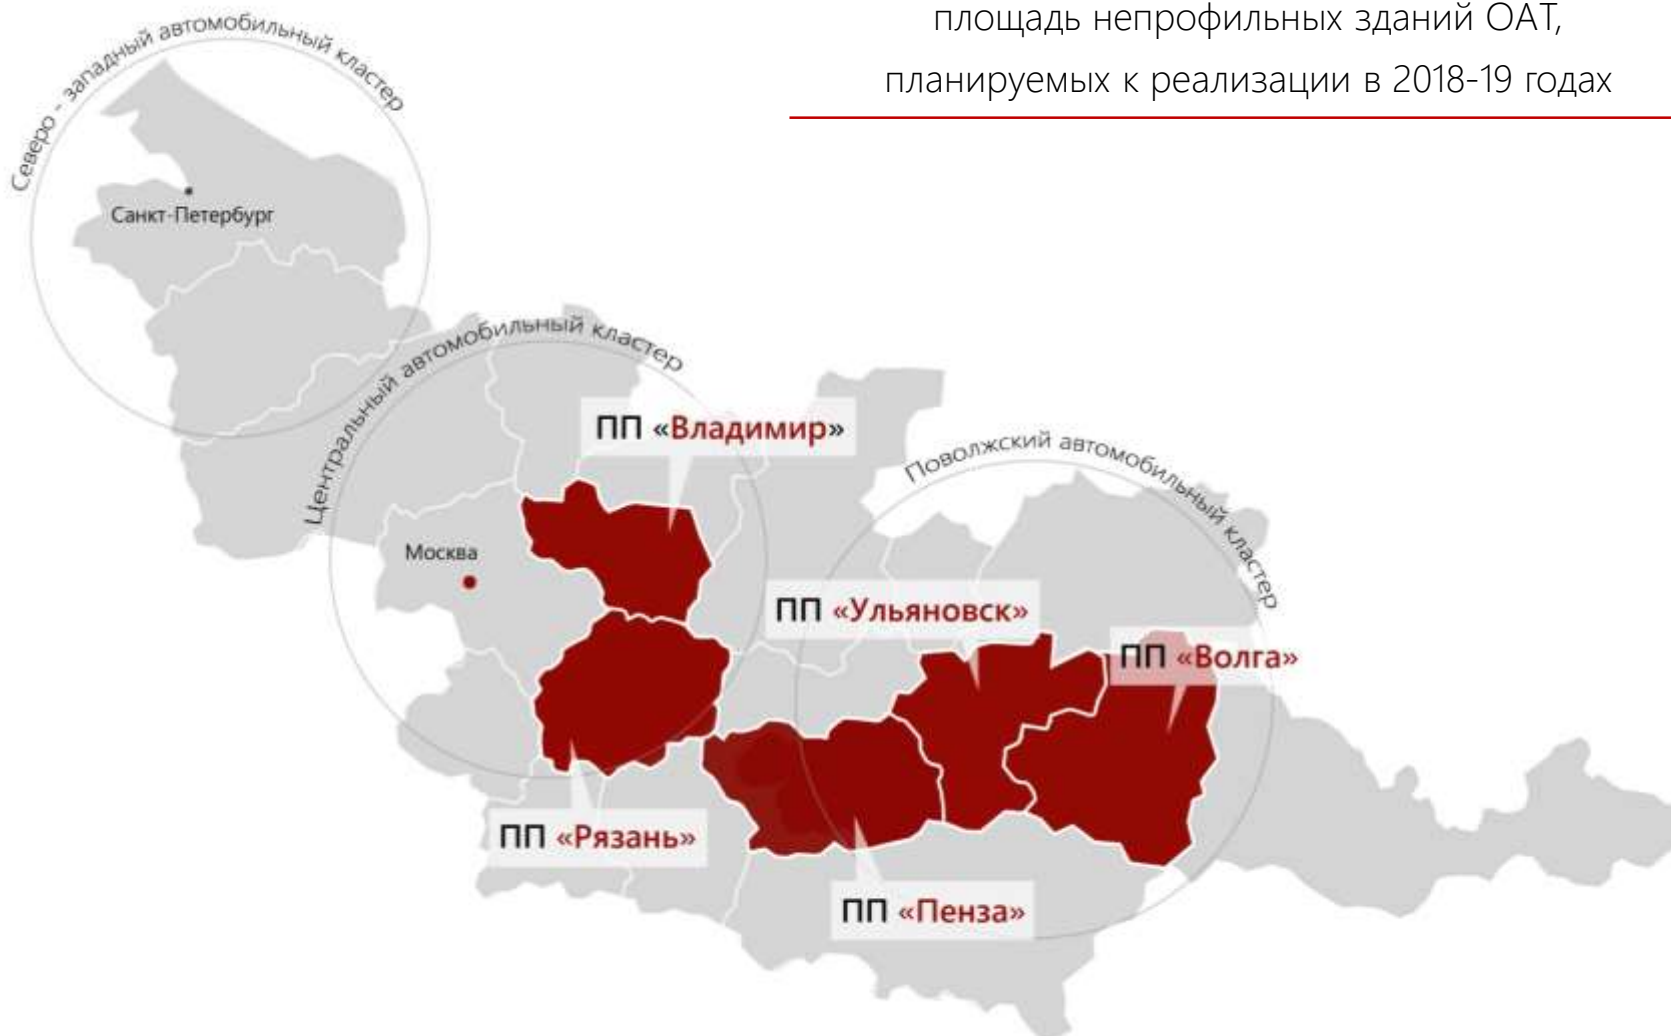 площадь непрофильных зданий ОАТ,
планируемых к реализации в 2018-19 годах
Северо - западный автомобильный кластер
Санкт-Петербург
Центральный автомобильный кластер
ПП «Владимир»
Поволжский автомобильный кластер
Москва
ПП «Ульяновск»
ПП «Волга»
ПП «Рязань»
ПП «Пенза»